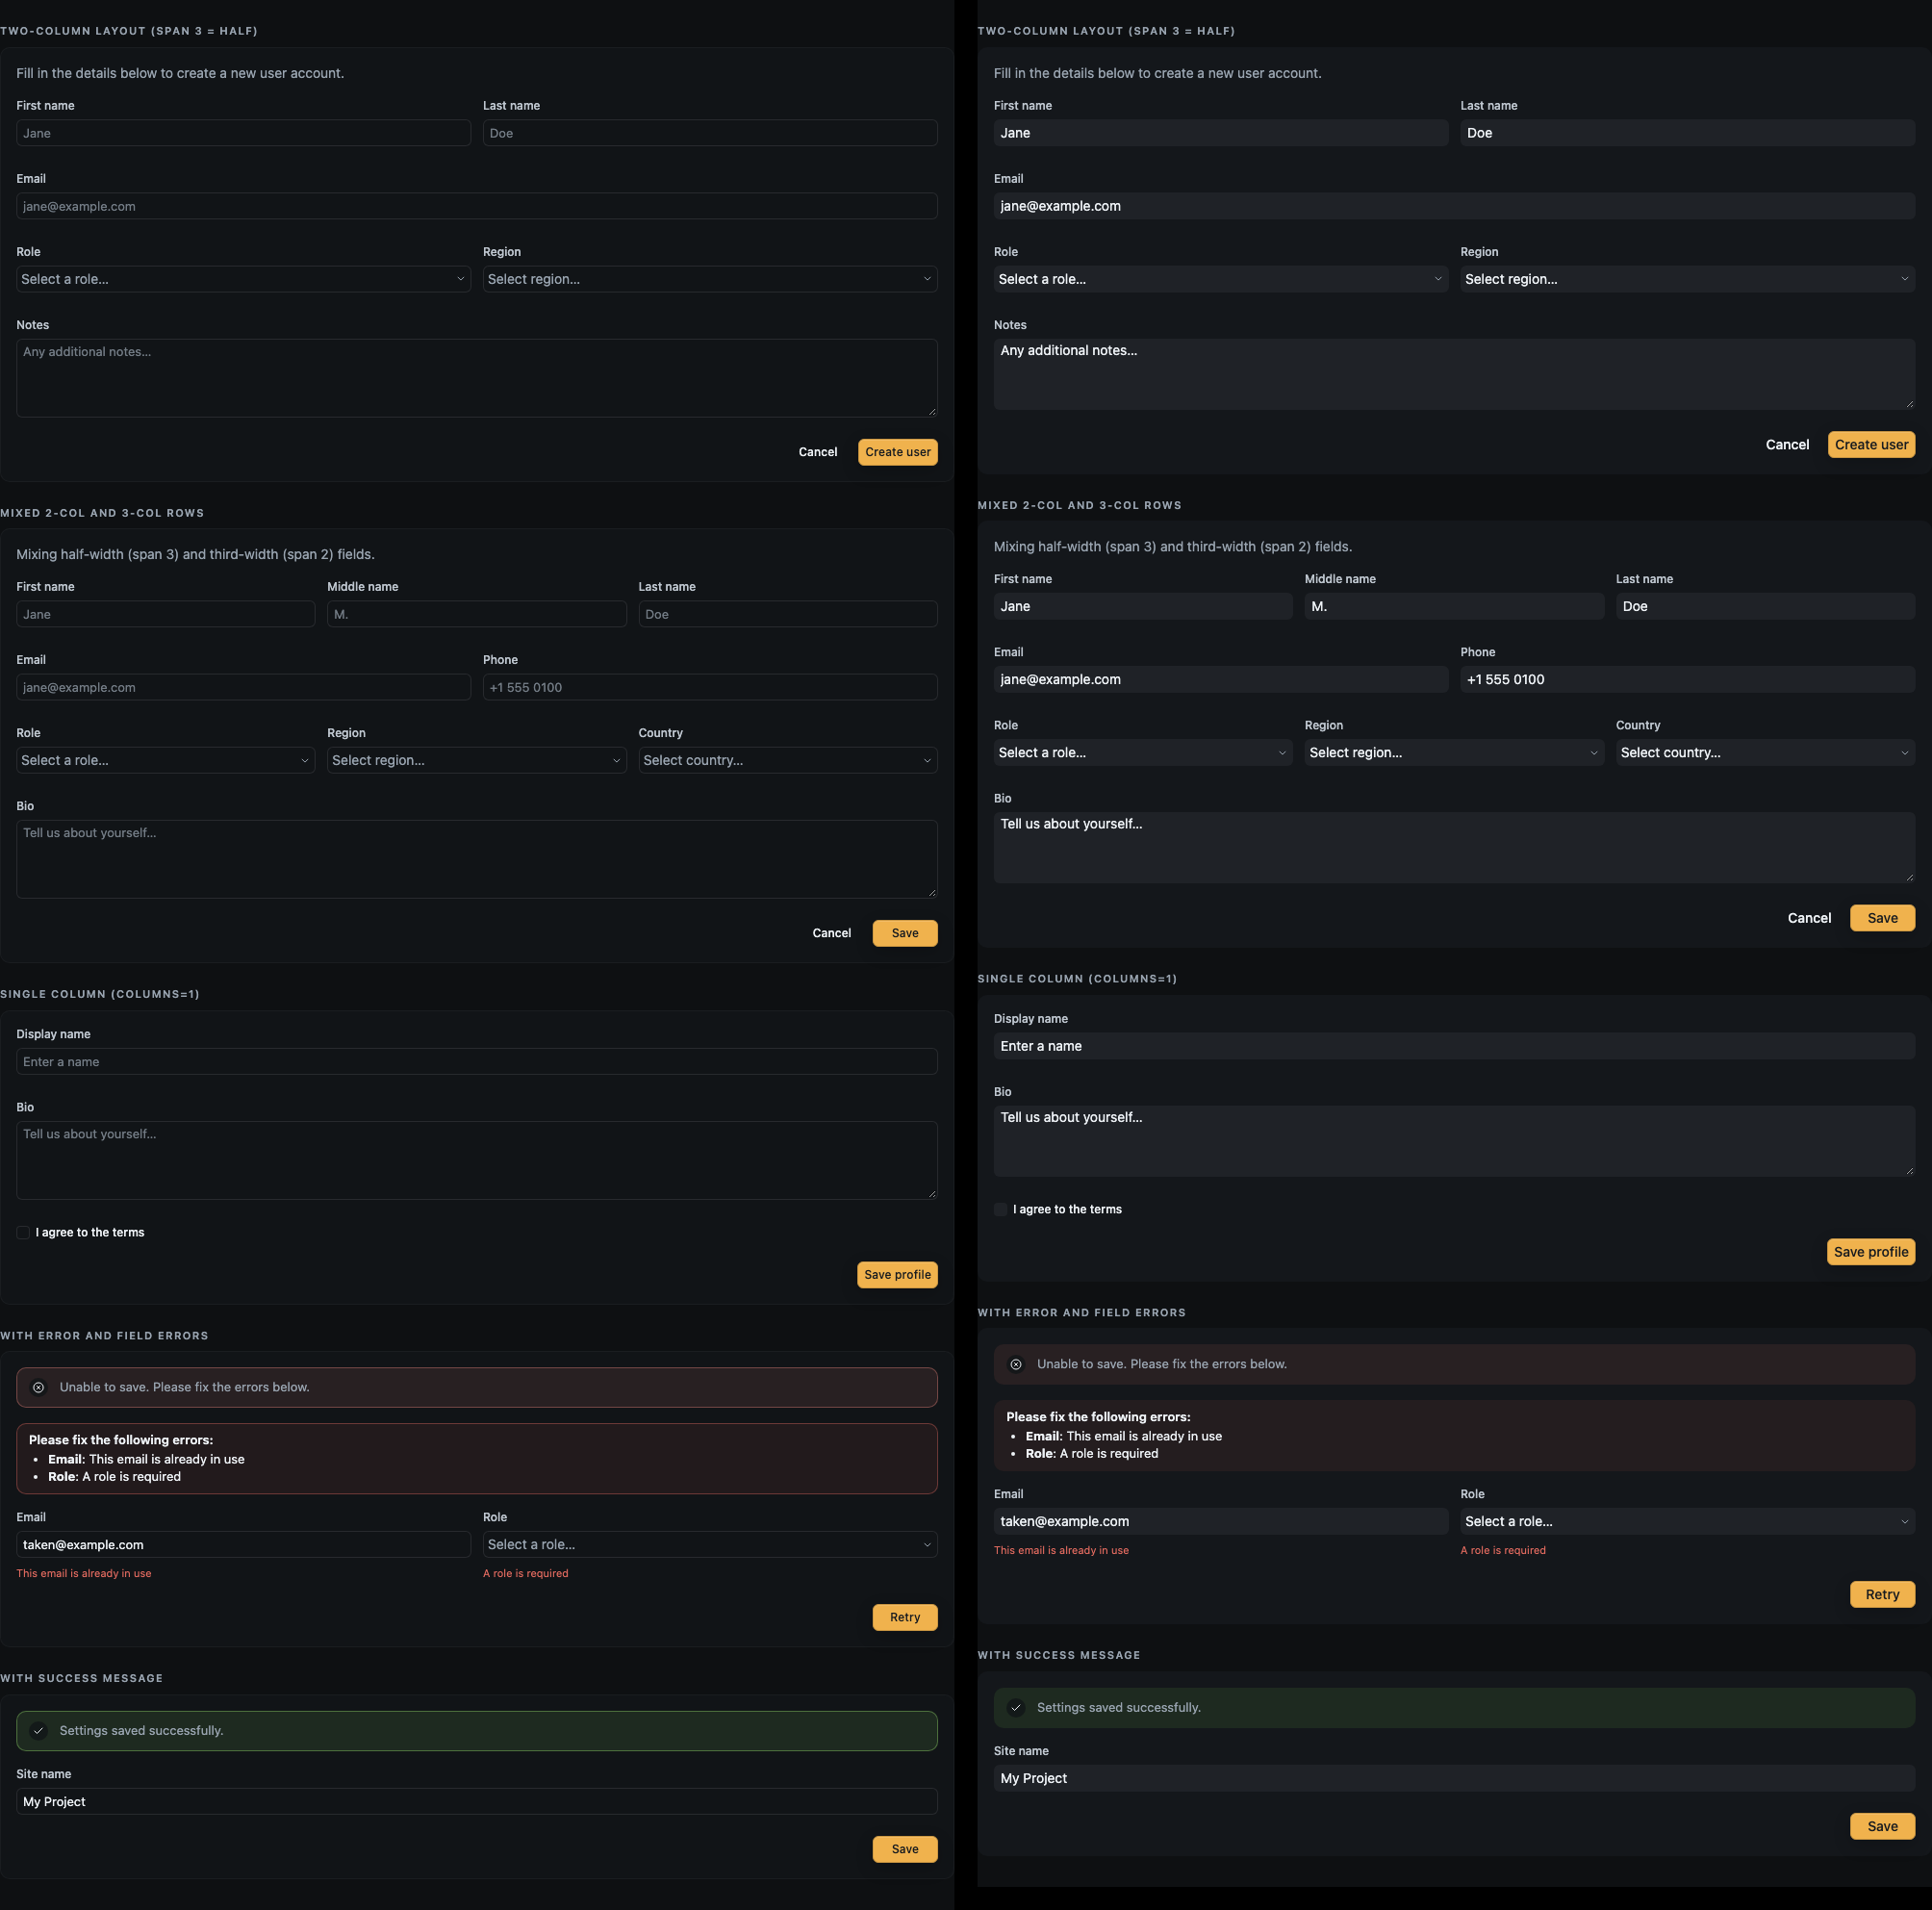 TWO-COLUMN LAYOUT (SPAN 3 = HALF)
Fill in the details below to create a new user account.
First name Last name
Jane Doe
Email
jane@example.com
Role Region
Select a role... Select region...
Notes
Any additional notes...
Cancel Create user
MIXED 2-COL AND 3-COL ROWS
Mixing half-width (span 3) and third-width (span 2) fields.
First name Middle name Last name
Jane M. Doe
Email Phone
jane@example.com +1 555 0100
Role Region Country
Select a role... Select region... Select country...
Bio
Tell us about yourself...
Cancel Save
SINGLE COLUMN (COLUMNS=1)
Display name
Enter a name
Bio
Tell us about yourself...
I agree to the terms
Save profile
WITH ERROR AND FIELD ERRORS
Unable to save. Please fix the errors below.
Please fix the following errors:
• Email: This email is already in use
• Role: A role is required
Email Role
taken@example.com Select a role...
This email is already in use A role is required
Retry
WITH SUCCESS MESSAGE
Settings saved successfully.
Site name
My Project
Save
TWO-COLUMN LAYOUT (SPAN 3 = HALF)
Fill in the details below to create a new user account.
First name Last name
Jane Doe
Email
jane@example.com
Role Region
Select a role... Select region...
Notes
Any additional notes...
Cancel Create user
MIXED 2-COL AND 3-COL ROWS
Mixing half-width (span 3) and third-width (span 2) fields.
First name Middle name Last name
Jane M. Doe
Email Phone
jane@example.com +1 555 0100
Role Region Country
Select a role... Select region... Select country...
Bio
Tell us about yourself...
Cancel Save
SINGLE COLUMN (COLUMNS=1)
Display name
Enter a name
Bio
Tell us about yourself...
I agree to the terms
Save profile
WITH ERROR AND FIELD ERRORS
Unable to save. Please fix the errors below.
Please fix the following errors:
• Email: This email is already in use
• Role: A role is required
Email Role
taken@example.com Select a role...
This email is already in use A role is required
Retry
WITH SUCCESS MESSAGE
Settings saved successfully.
Site name
My Project
Save